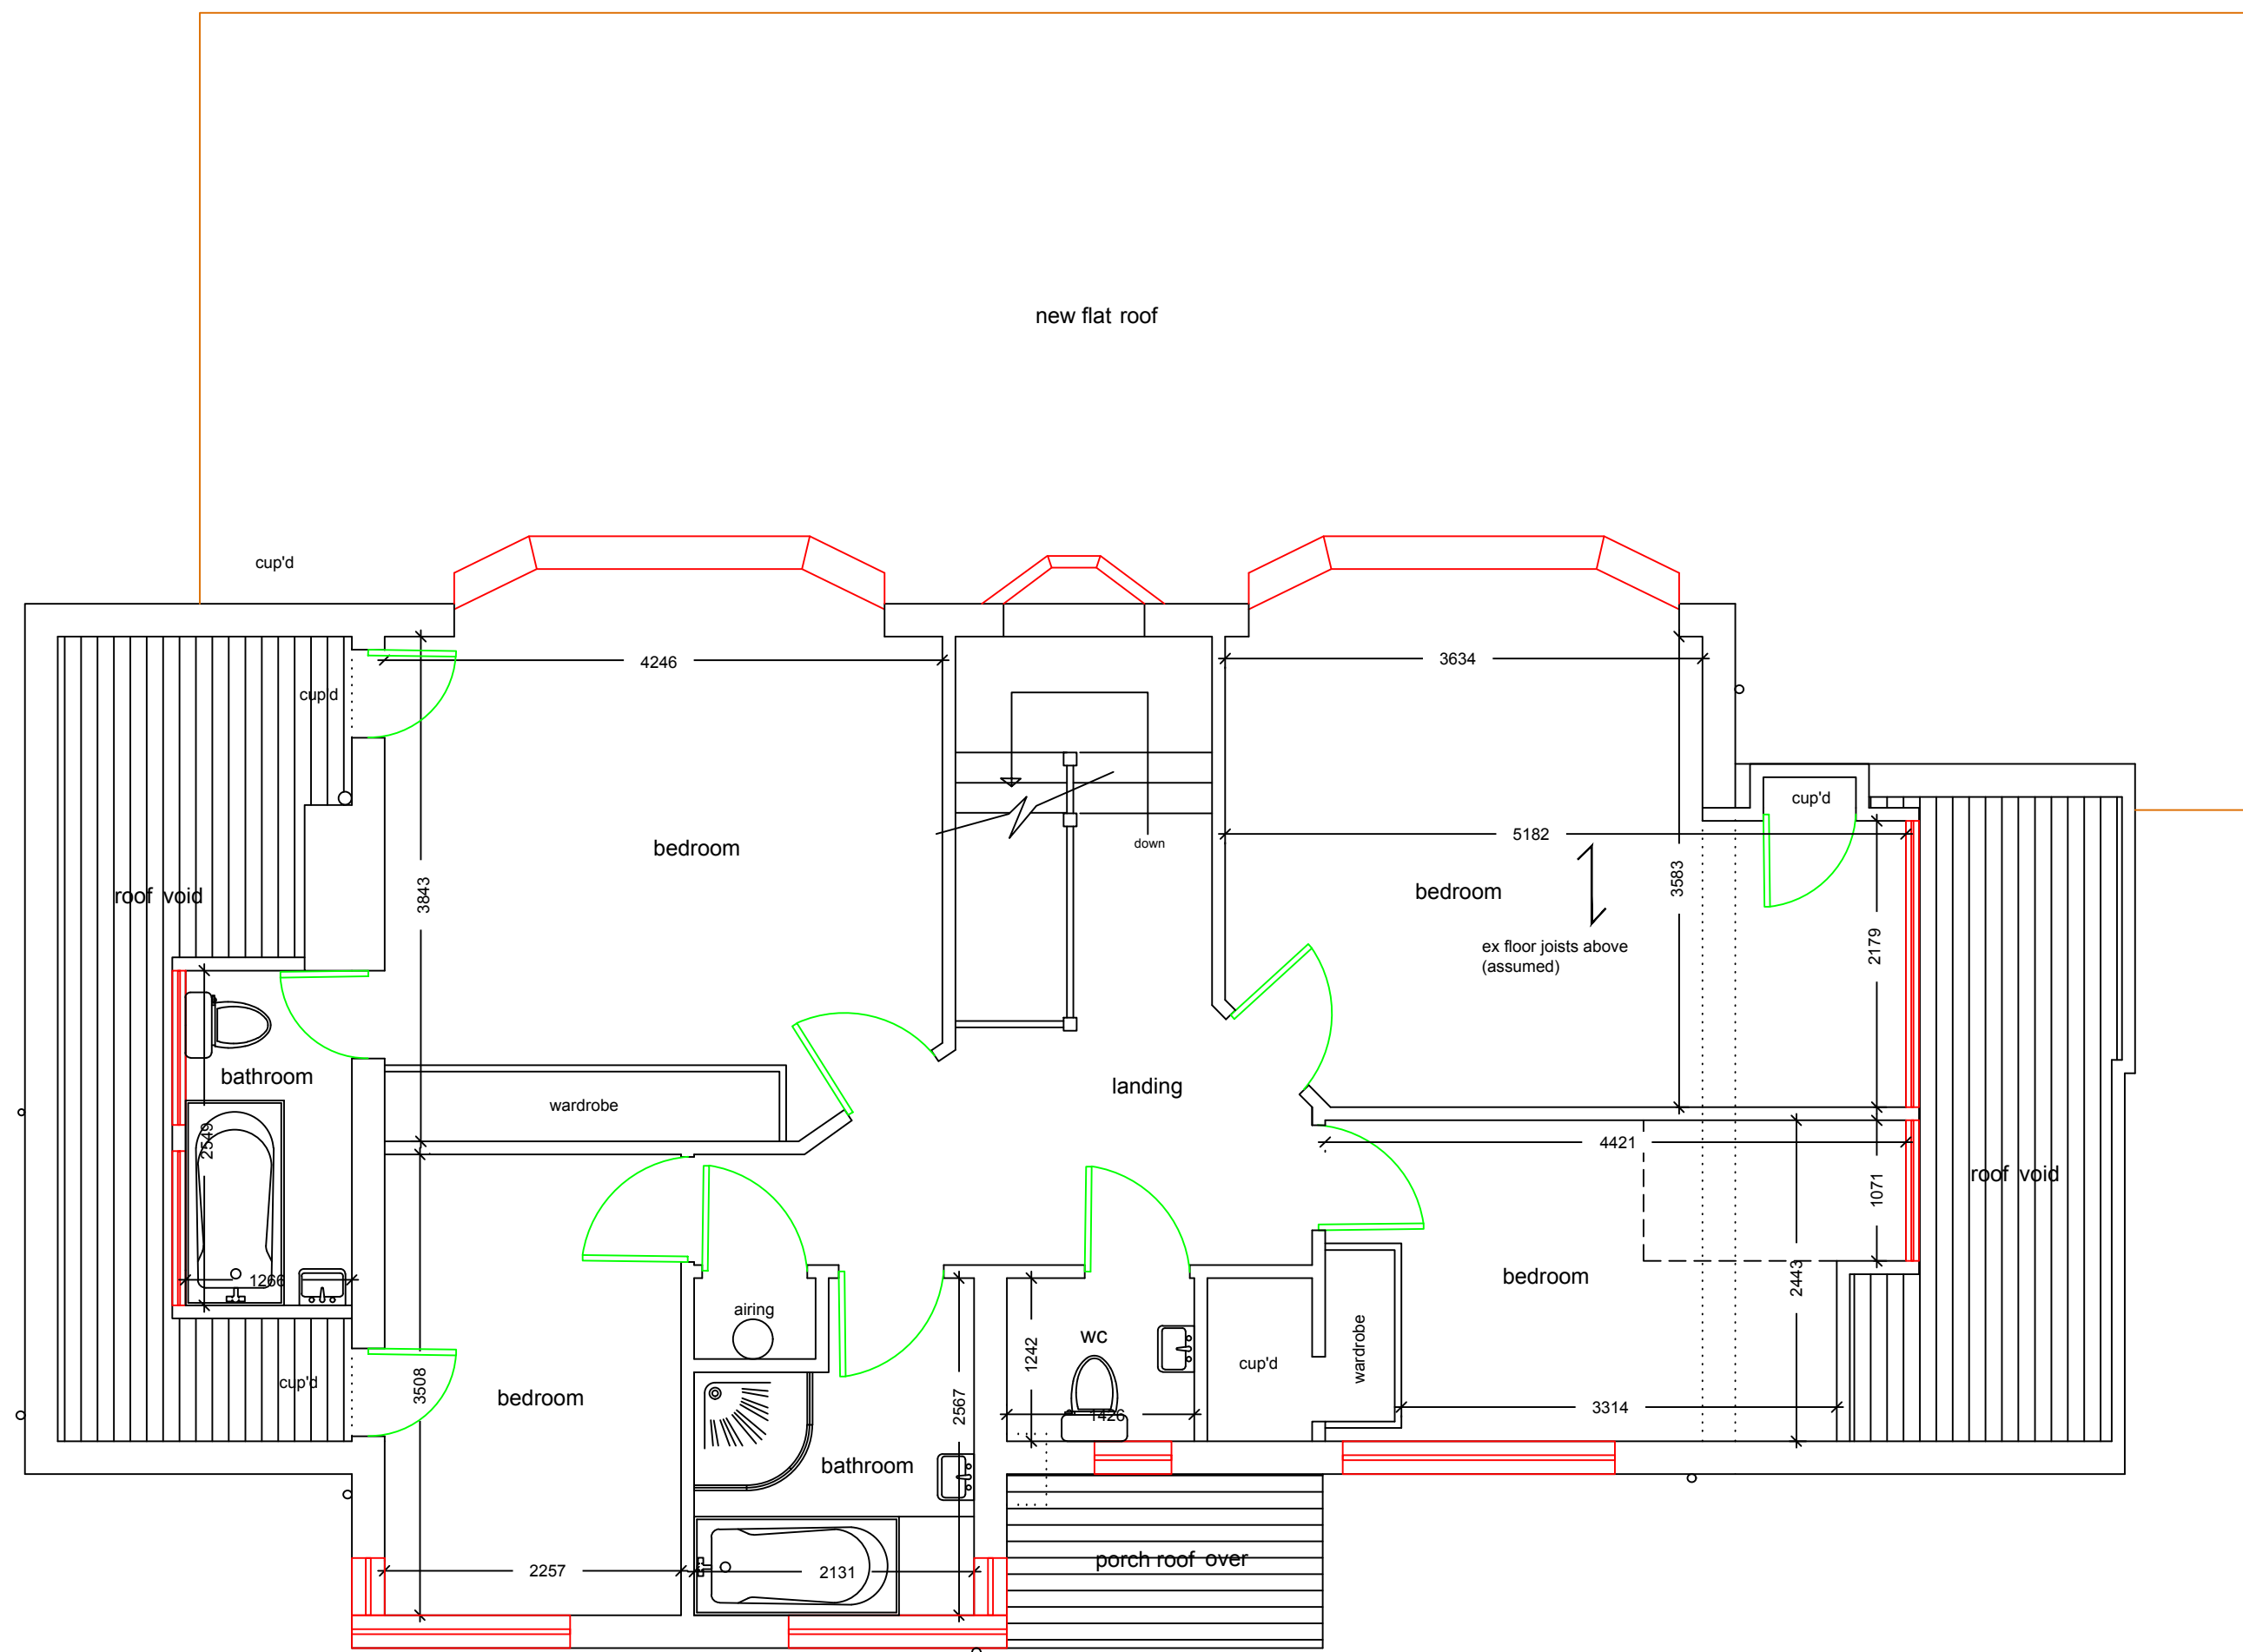 new flat roof
cup'd
4246
3634
cup'd
cup'd
5182
down
bedroom
3843
3583
bedroom
roof void
ex floor joists above
(assumed)
2179
bathroom
landing
wardrobe
2549
4421
1071
roof void
1266
bedroom
2443
airing
wc
1242
wardrobe
cup'd
cup'd
3508
bedroom
2567
1426
3314
bathroom
porch roof over
2257
2131